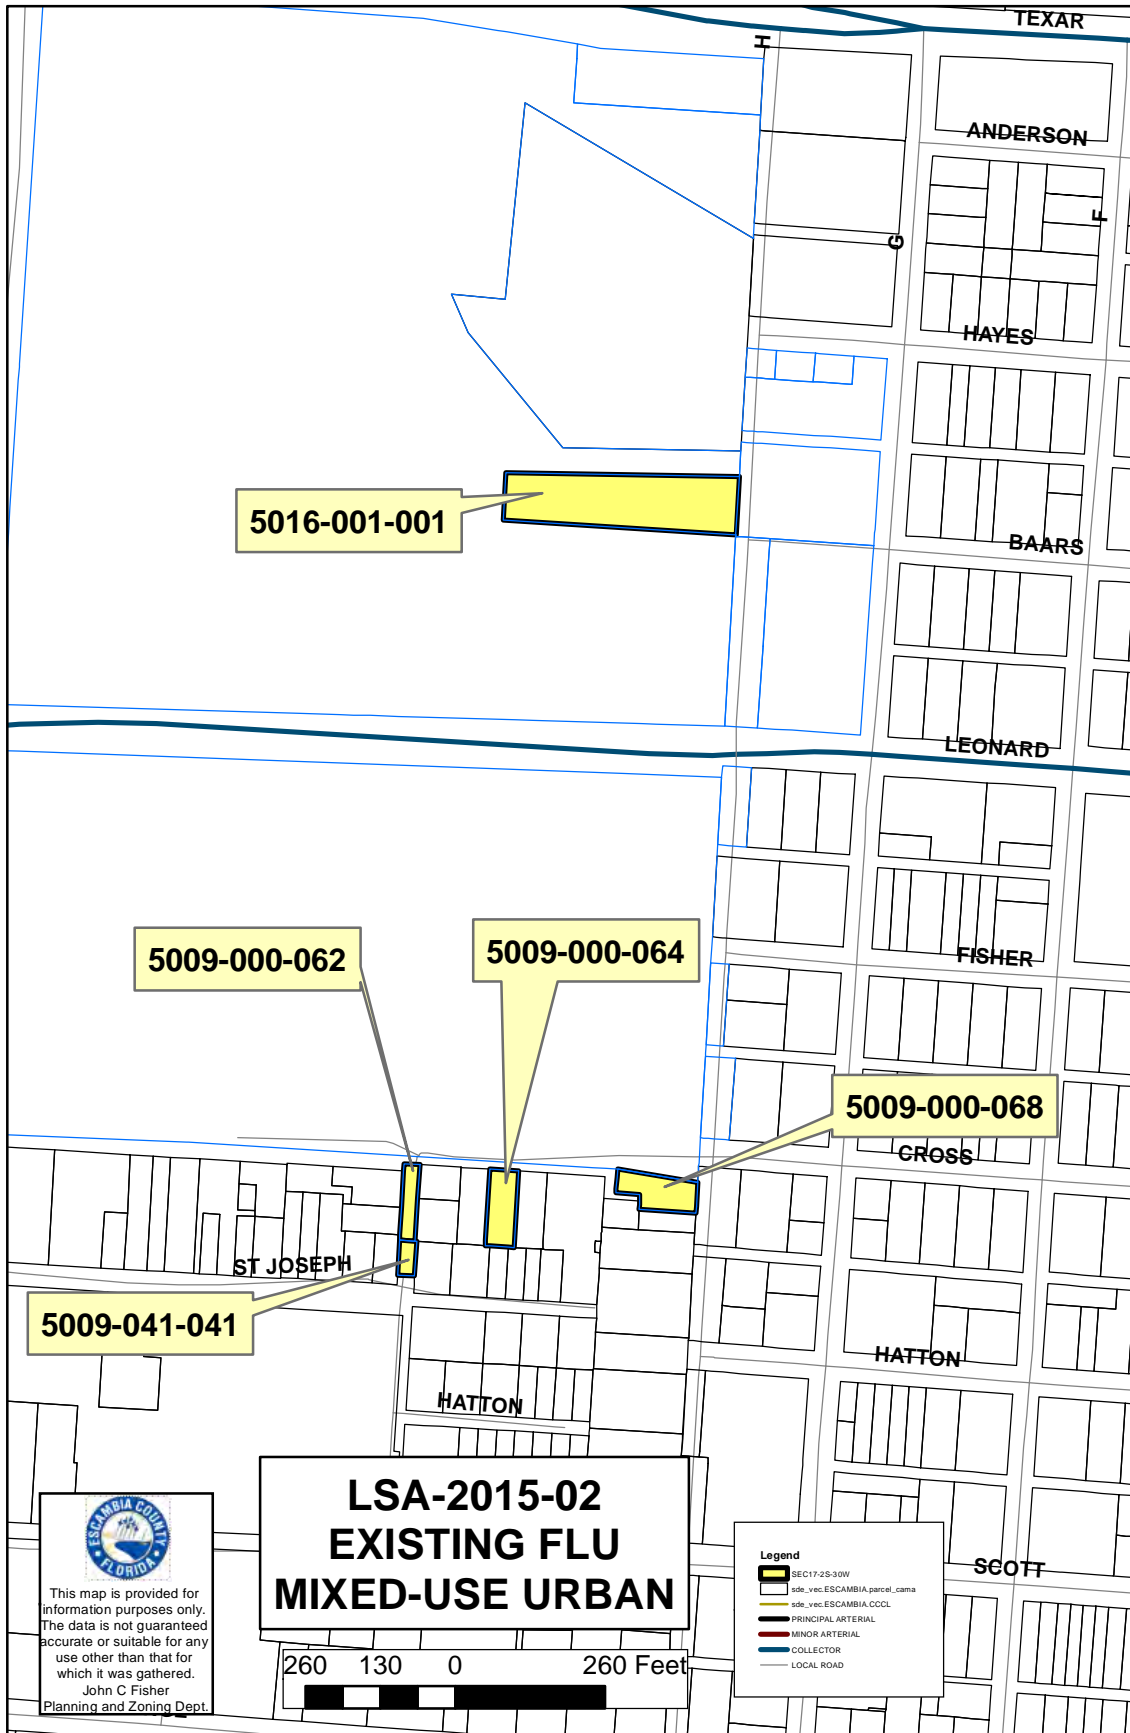 TEXAR
H
ANDERSON
F
G
HAYES
5016-001-001
BAARS
LEONARD
5009-000-062
5009-000-064
FISHER
5009-000-068
CROSS
ST JOSEPH
5009-041-041
HATTON
HATTON
LSA-2015-02
EXISTING FLU
MIXED-USE URBAN
SCOTT
ESCAMBIA COUNTY
FLORIDA
This map is provided for
information purposes only.
The data is not guaranteed
accurate or suitable for any
use other than that for
which it was gathered.
John C Fisher
Planning and Zoning Dept.
260 130 0 260 Feet
Legend
SEC17-2S-30W
sde_vec.ESCAMBIA.parcel_cama
sde_vec.ESCAMBIA.CCCL
PRINCIPAL ARTERIAL
MINOR ARTERIAL
COLLECTOR
LOCAL ROAD